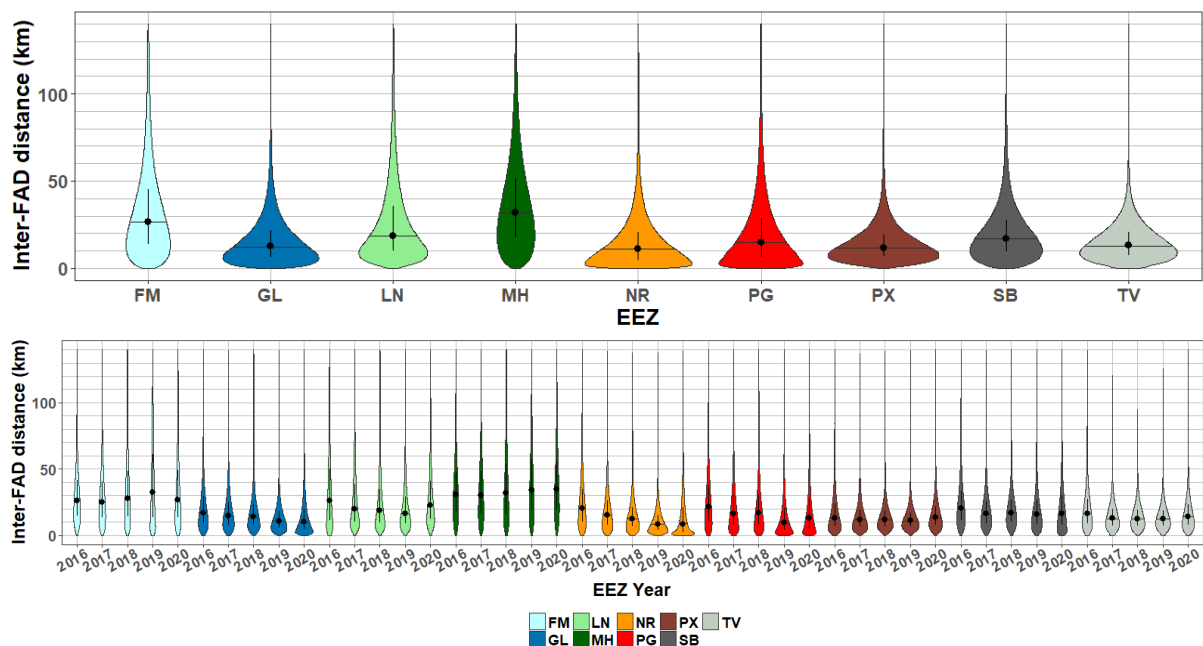 Inter-FAD distance (km)
100
50
0
FM GL LN MH NR PG PX SB TV
EEZ
Inter-FAD distance (km)
100
50
0
2016 2017 2018 2019 2020 2016 2017 2018 2019 2020 2016 2017 2018 2019 2020 2016 2017 2018 2019 2020 2016 2017 2018 2019 2020 2016 2017 2018 2019 2020 2016 2017 2018 2019 2020 2016 2017 2018 2019 2020 2016 2017 2018 2019 2020
EEZ Year
FM LN NR PX TV
GL MH PG SB